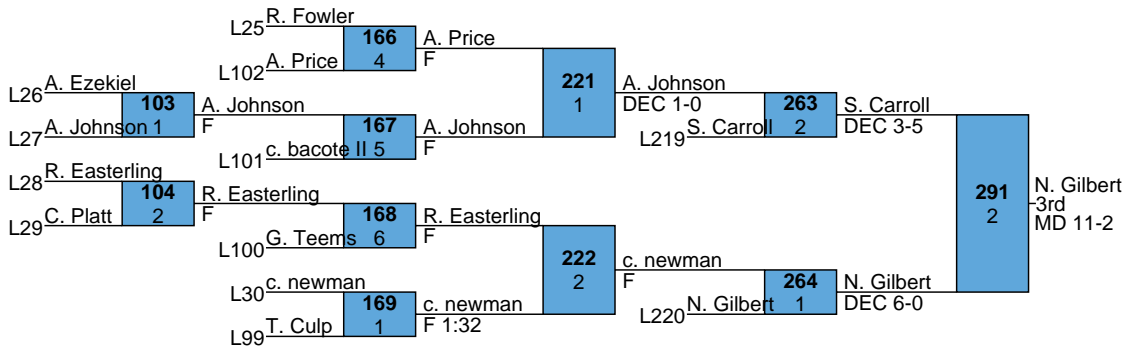 L25 R. Fowler
166
4
L102 A. Price
A. Price
F
L26 A. Ezekiel
103
1
L27 A. Johnson
A. Johnson
F
167
5
L101 c. bacote II
A. Johnson
F
221
1
A. Johnson
DEC 1-0
L28 R. Easterling
104
2
L29 C. Platt
R. Easterling
F
168
6
L100 G. Teems
R. Easterling
F
L30 c. newman
169
1
L99 T. Culp
c. newman
F 1:32
222
2
c. newman
F
263
2
L219 S. Carroll
S. Carroll
DEC 3-5
264
1
L220 N. Gilbert
N. Gilbert
DEC 6-0
291
2
N. Gilbert
3rd
MD 11-2